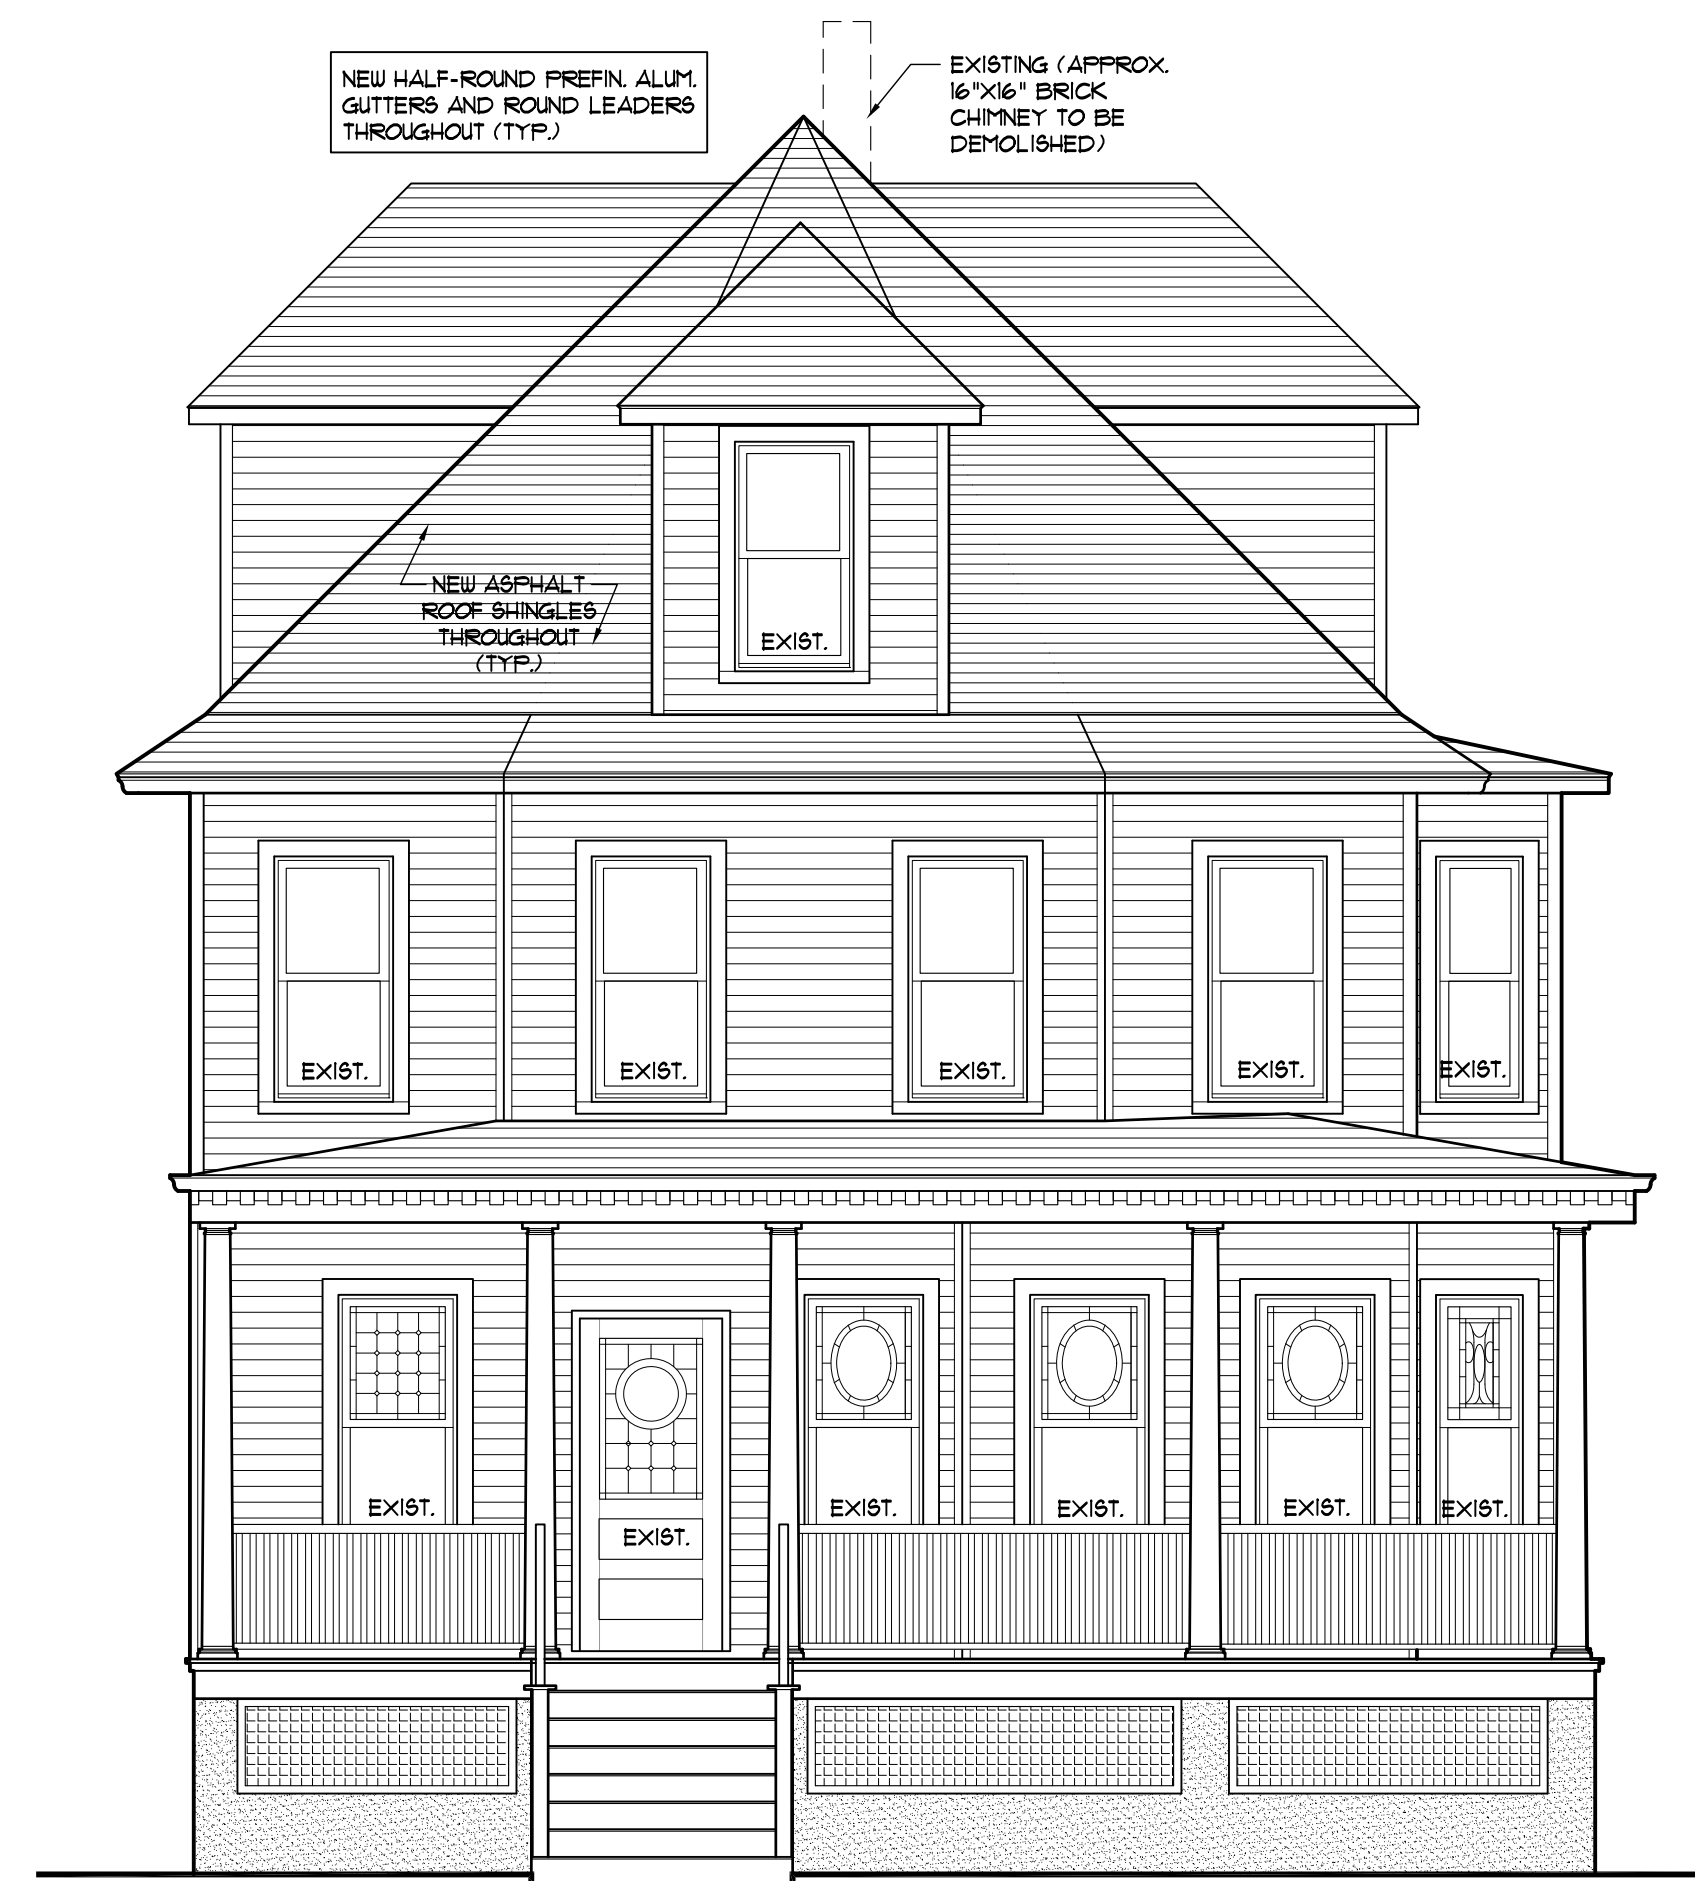 NEW HALF-ROUND PREFIN. ALUM.
GUTTERS AND ROUND LEADERS
THROUGHOUT (TYP.)
EXISTING (APPROX.
16"X16" BRICK
CHIMNEY TO BE
DEMOLISHED)
NEW ASPHALT
ROOF SHINGLES
THROUGHOUT
(TYP.)
EXIST.
EXIST.
EXIST.
EXIST.
EXIST.
EXIST.
EXIST.
EXIST.
EXIST.
EXIST.
EXIST.
EXIST.